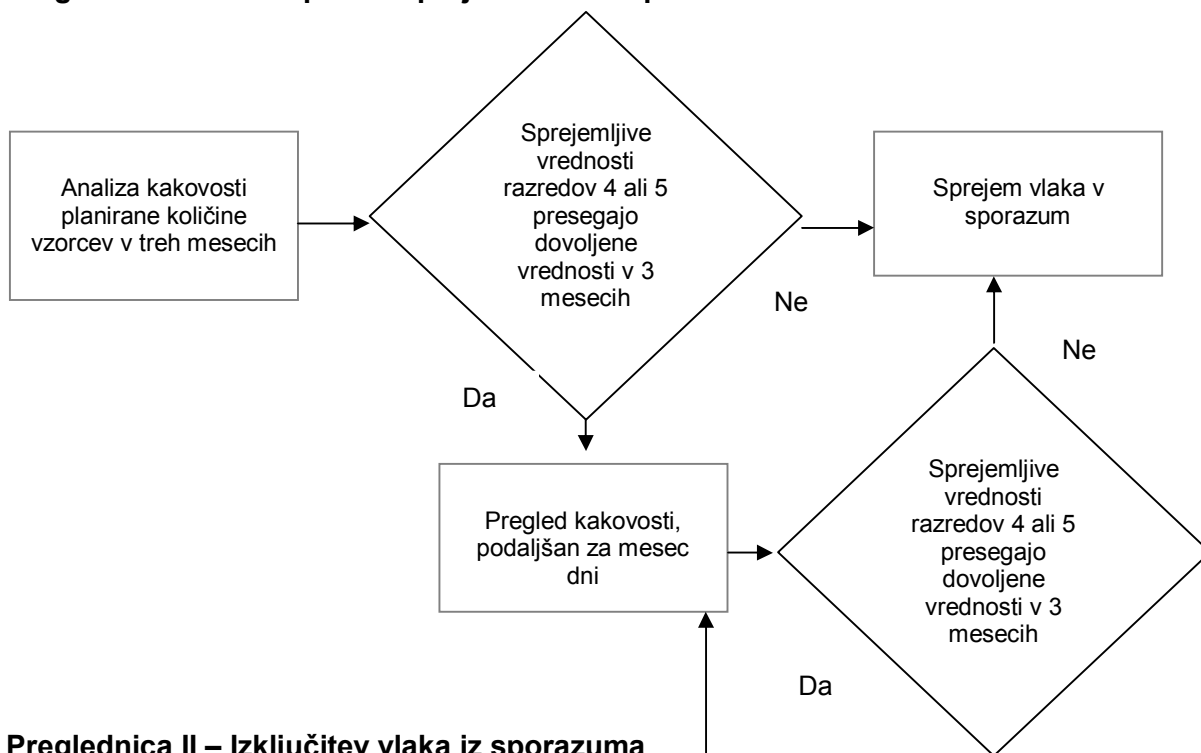 Analiza kakovosti
planirane količine
vzorcev v treh mesecih
Sprejemljive
vrednosti
razredov 4 ali 5
presegajo
dovoljene
vrednosti v 3
mesecih
Sprejem vlaka v
sporazum
Ne
Da
Ne
Pregled kakovosti,
podaljšan za mesec
dni
Sprejemljive
vrednosti
razredov 4 ali 5
presegajo
dovoljene
vrednosti v 3
mesecih
Da
Preglednica II – Izključitev vlaka iz sporazuma